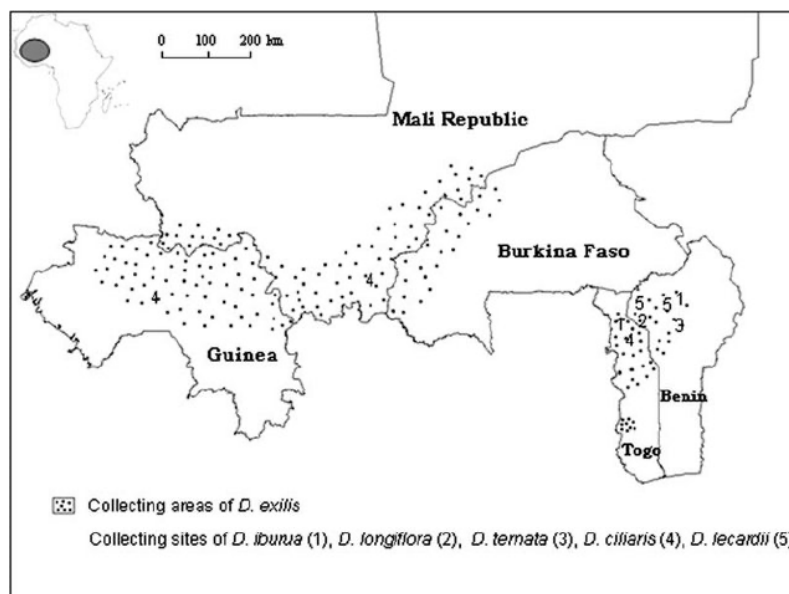 0 100 200 km
Mali Republic
Burkina Faso
4
4
5 5 1
1 2 3
4
Guinea
Benin
Togo
Collecting areas of D. exilis
Collecting sites of D. iburua (1), D. longiflora (2), D. ternata (3), D. ciliaris (4), D. lecardii (5)